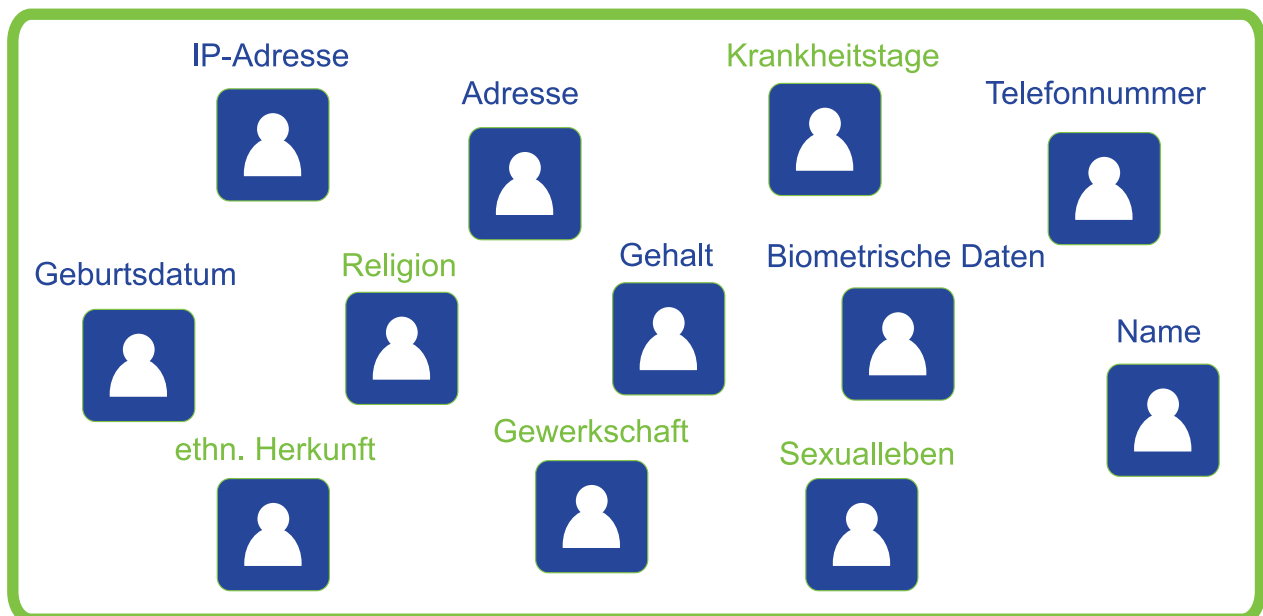 IP-Adresse
Krankheitstage
Adresse
Telefonnummer
Geburtsdatum
Religion
Gehalt
Biometrische Daten
Name
ethn. Herkunft
Gewerkschaft
Sexualleben